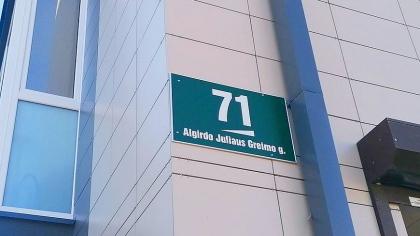 71
Algirdo Juliaus Greimo g.